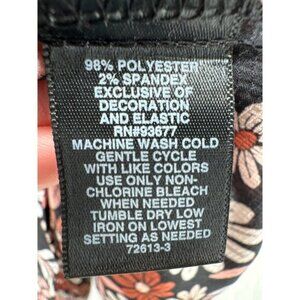 98% POLYESTER
2% SPANDEX
EXCLUSIVE OF
DECORATION
AND ELASTIC
RN#93677
MACHINE WASH COLD
GENTLE CYCLE
WITH LIKE COLORS
USE ONLY NON-
CHLORINE BLEACH
WHEN NEEDED
TUMBLE DRY LOW
IRON ON LOWEST
SETTING AS NEEDED
72613-3